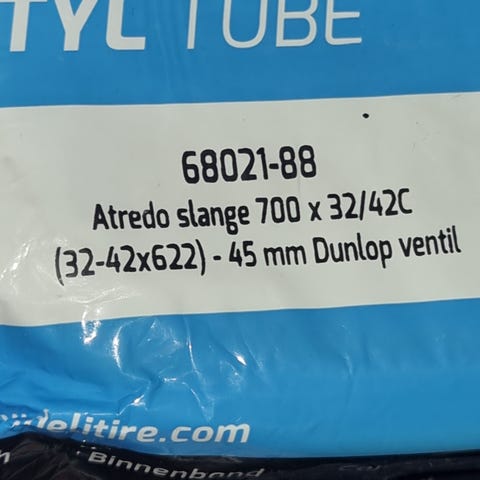 TYL TUBE
68021-88
Atredo slange 700 x 32/42C
(32-42x622) - 45 mm Dunlop ventil
delitire.com
Binnenband